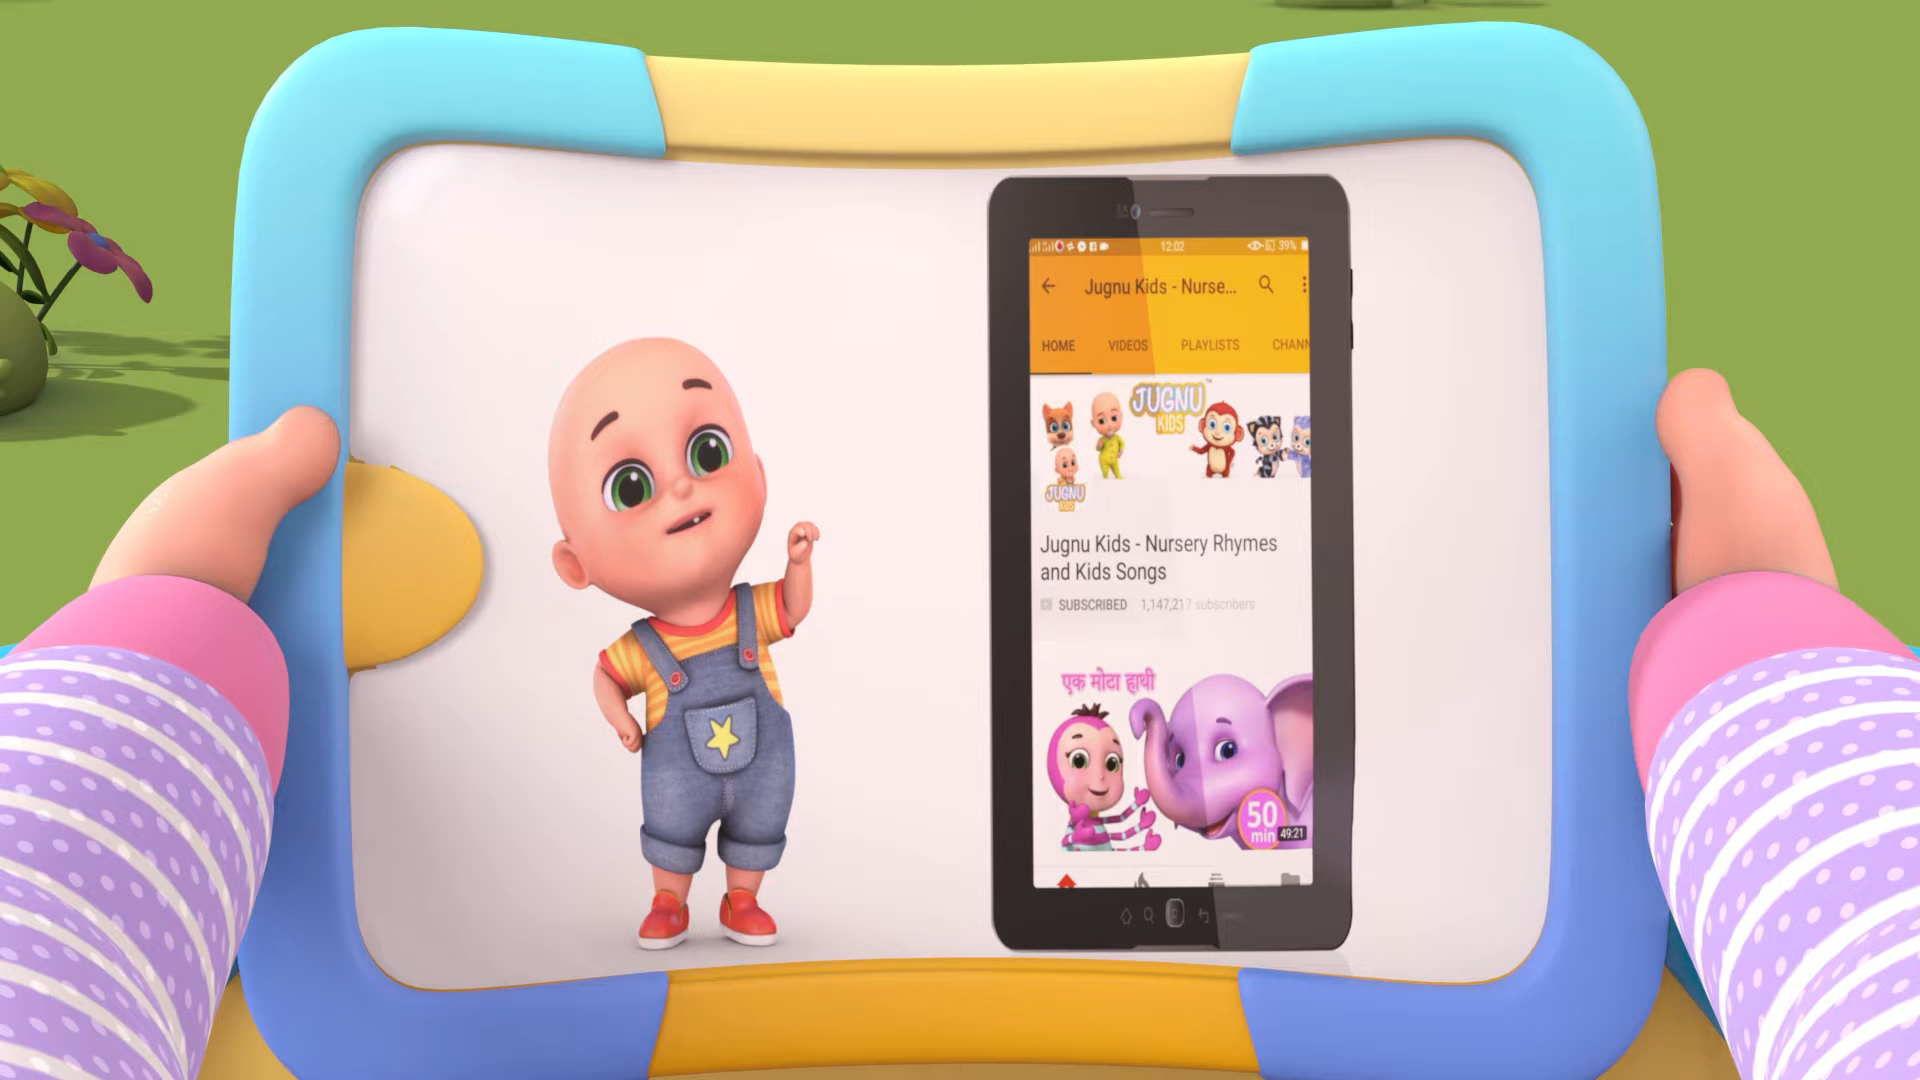 12:02 39%
Jugnu Kids - Nurse...
HOME VIDEOS PLAYLISTS CHANN
JUGNU
KIDS
JUGNU
KIDS
Jugnu Kids - Nursery Rhymes
and Kids Songs
SUBSCRIBED 1,147,217 subscribers
एक मोटा हाथी
50
min 49:21